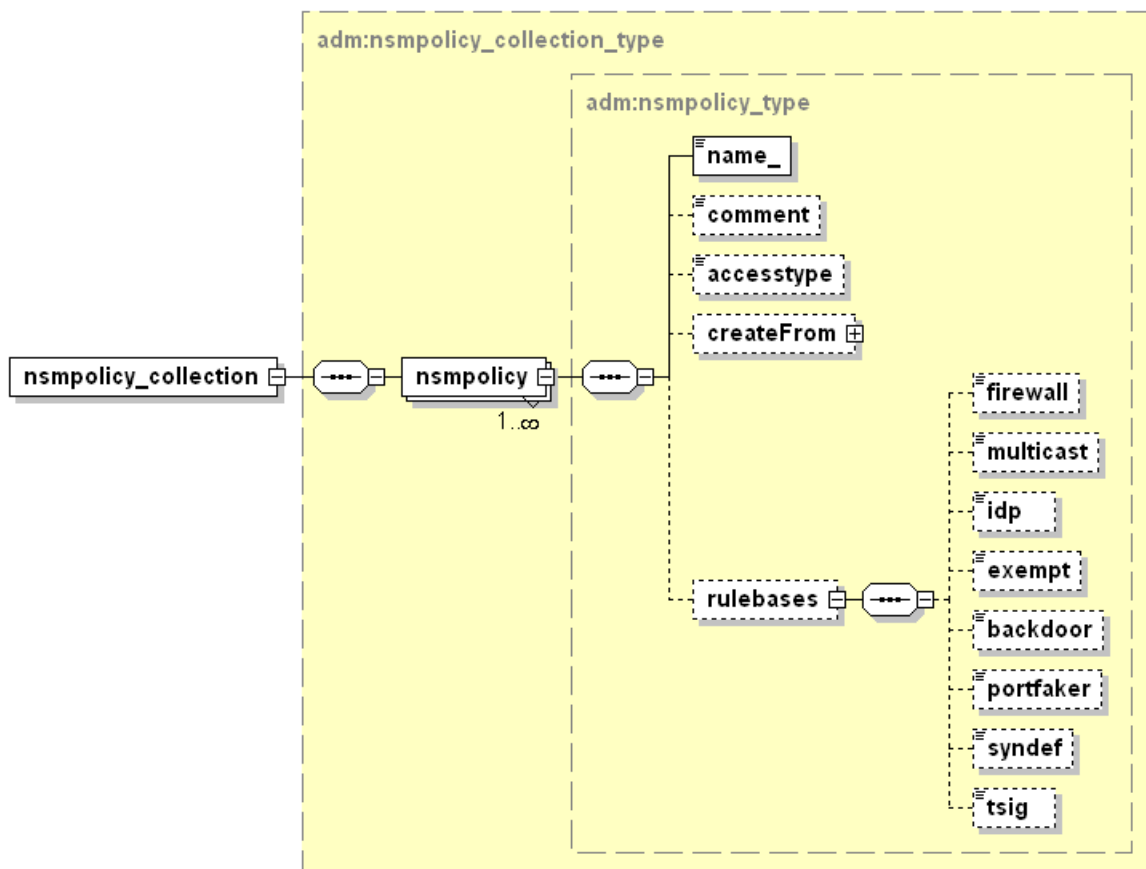 adm:nsmpolicy_collection_type
adm:nsmpolicy_type
name_
comment
accesstype
createFrom
nsmpolicy_collection
nsmpolicy
1..∞
firewall
multicast
idp
exempt
rulebases
backdoor
portfaker
syndef
tsig